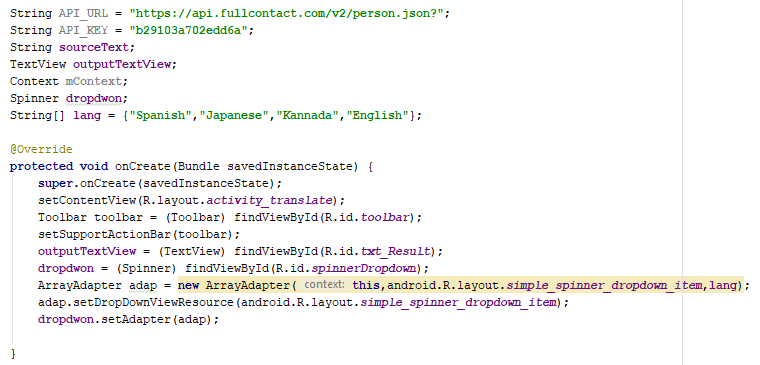 String API_URL = "https://api.fullcontact.com/v2/person.json?";
String API_KEY = "b29103a702edd6a";
String sourceText;
TextView outputTextView;
Context mContext;
Spinner dropdwon;
String[] lang = {"Spanish","Japanese","Kannada","English"};
@Override
protected void onCreate(Bundle savedInstanceState) {
super.onCreate(savedInstanceState);
setContentView(R.layout.activity_translate);
Toolbar toolbar = (Toolbar) findViewById(R.id.toolbar);
setSupportActionBar(toolbar);
outputTextView = (TextView) findViewById(R.id.txt_Result);
dropdwon = (Spinner) findViewById(R.id.spinnerDropdown);
ArrayAdapter adap = new ArrayAdapter( context: this,android.R.layout.simple_spinner_dropdown_item,lang);
adap.setDropDownViewResource(android.R.layout.simple_spinner_dropdown_item);
dropdwon.setAdapter(adap);
}